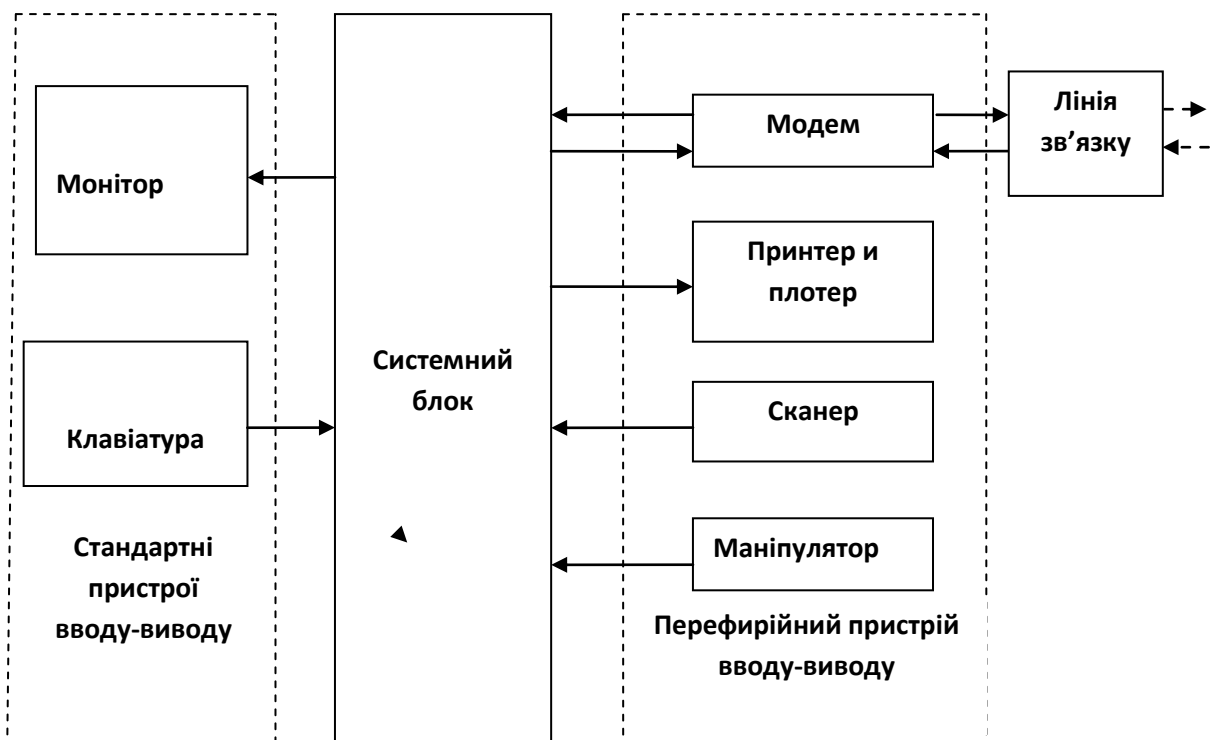 Монітор
Клавіатура
Стандартні
пристрої
вводу-виводу
Системний
блок
Модем
Принтер и
плотер
Сканер
Маніпулятор
Перефирійний пристрій
вводу-виводу
Лінія
зв’язку